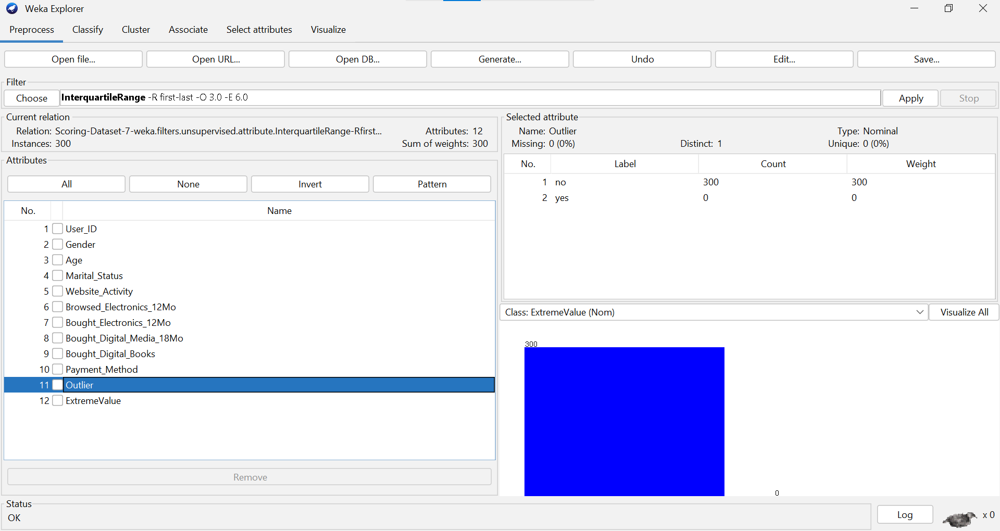 Weka Explorer
Preprocess Classify Cluster Associate Select attributes Visualize
Open file... Open URL... Open DB... Generate... Undo Edit... Save...
Filter
Choose InterquartileRange -R first-last -O 3.0 -E 6.0 Apply Stop
Current relation
Relation: Scoring-Dataset-7-weka.filters.unsupervised.attribute.InterquartileRange-Rfirst... Attributes: 12
Instances: 300 Sum of weights: 300
Attributes
All None Invert Pattern
No. Name
1 User_ID
2 Gender
3 Age
4 Marital_Status
5 Website_Activity
6 Browsed_Electronics_12Mo
7 Bought_Electronics_12Mo
8 Bought_Digital_Media_18Mo
9 Bought_Digital_Books
10 Payment_Method
11 Outlier
12 ExtremeValue
Remove
Selected attribute
Name: Outlier Type: Nominal
Missing: 0 (0%) Distinct: 1 Unique: 0 (0%)
No. Label Count Weight
1 no 300 300
2 yes 0 0
Class: ExtremeValue (Nom) Visualize All
300
0
Status
OK
Log x 0